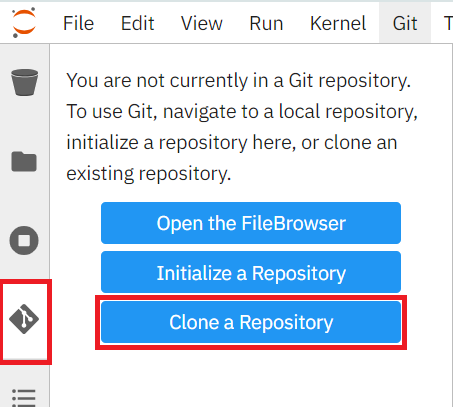 File Edit View Run Kernel Git T
You are not currently in a Git repository.
To use Git, navigate to a local repository,
initialize a repository here, or clone an
existing repository.
Open the FileBrowser
Initialize a Repository
Clone a Repository